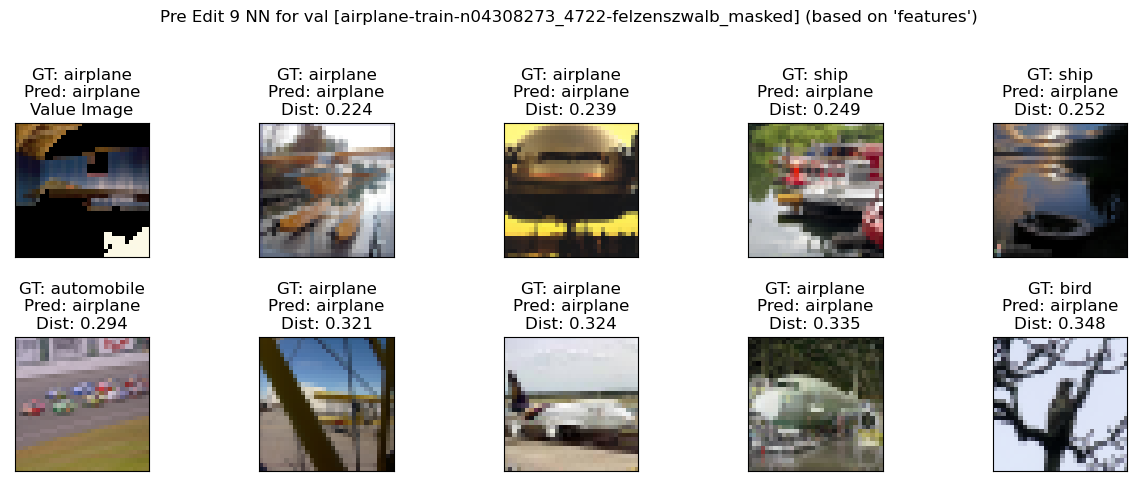 Pre Edit 9 NN for val [airplane-train-n04308273_4722-felzenszwalb_masked] (based on 'features')
GT: airplane
Pred: airplane
Value Image
GT: airplane
Pred: airplane
Dist: 0.224
GT: airplane
Pred: airplane
Dist: 0.239
GT: ship
Pred: airplane
Dist: 0.249
GT: ship
Pred: airplane
Dist: 0.252
GT: automobile
Pred: airplane
Dist: 0.294
GT: airplane
Pred: airplane
Dist: 0.321
GT: airplane
Pred: airplane
Dist: 0.324
GT: airplane
Pred: airplane
Dist: 0.335
GT: bird
Pred: airplane
Dist: 0.348